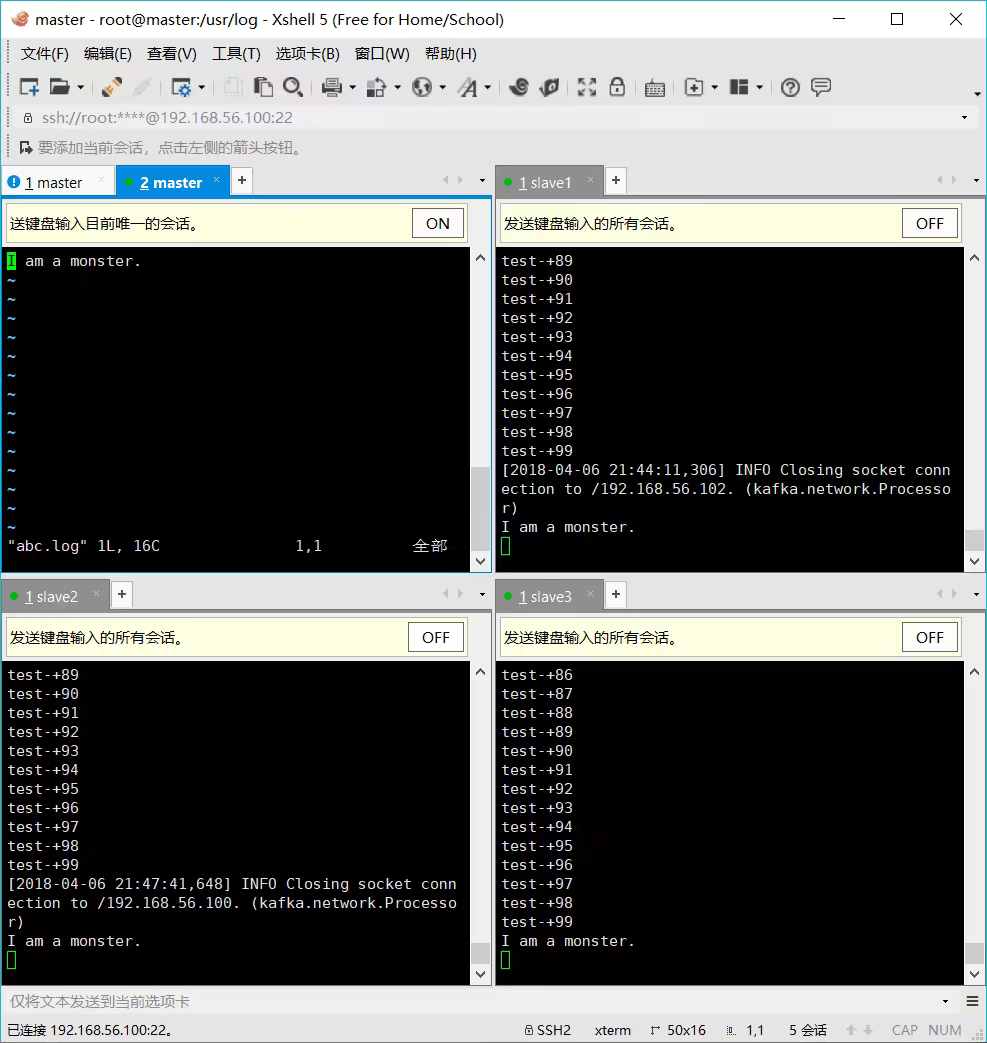 master - root@master:/usr/log - Xshell 5 (Free for Home/School)
文件(F) 编辑(E) 查看(V) 工具(T) 选项卡(B) 窗口(W) 帮助(H)
ssh://root:****@192.168.56.100:22
要添加当前会话，点击左侧的箭头按钮。
1 master × 2 master × +
送键盘输入目前唯一的会话。 ON
I am a monster.
~
~
~
~
~
~
~
~
~
~
~
~
~
~
"abc.log" 1L, 16C 1,1 全部
1 slave1 × +
发送键盘输入的所有会话。 OFF
test-+89
test-+90
test-+91
test-+92
test-+93
test-+94
test-+95
test-+96
test-+97
test-+98
test-+99
[2018-04-06 21:44:11,306] INFO Closing socket conn
ection to /192.168.56.102. (kafka.network.Processo
r)
I am a monster.
1 slave2 × +
发送键盘输入的所有会话。 OFF
test-+89
test-+90
test-+91
test-+92
test-+93
test-+94
test-+95
test-+96
test-+97
test-+98
test-+99
[2018-04-06 21:47:41,648] INFO Closing socket conn
ection to /192.168.56.100. (kafka.network.Processo
r)
I am a monster.
1 slave3 × +
发送键盘输入的所有会话。 OFF
test-+86
test-+87
test-+88
test-+89
test-+90
test-+91
test-+92
test-+93
test-+94
test-+95
test-+96
test-+97
test-+98
test-+99
I am a monster.
仅将文本发送到当前选项卡
已连接 192.168.56.100:22。 SSH2 xterm 50x16 1,1 5 会话 CAP NUM